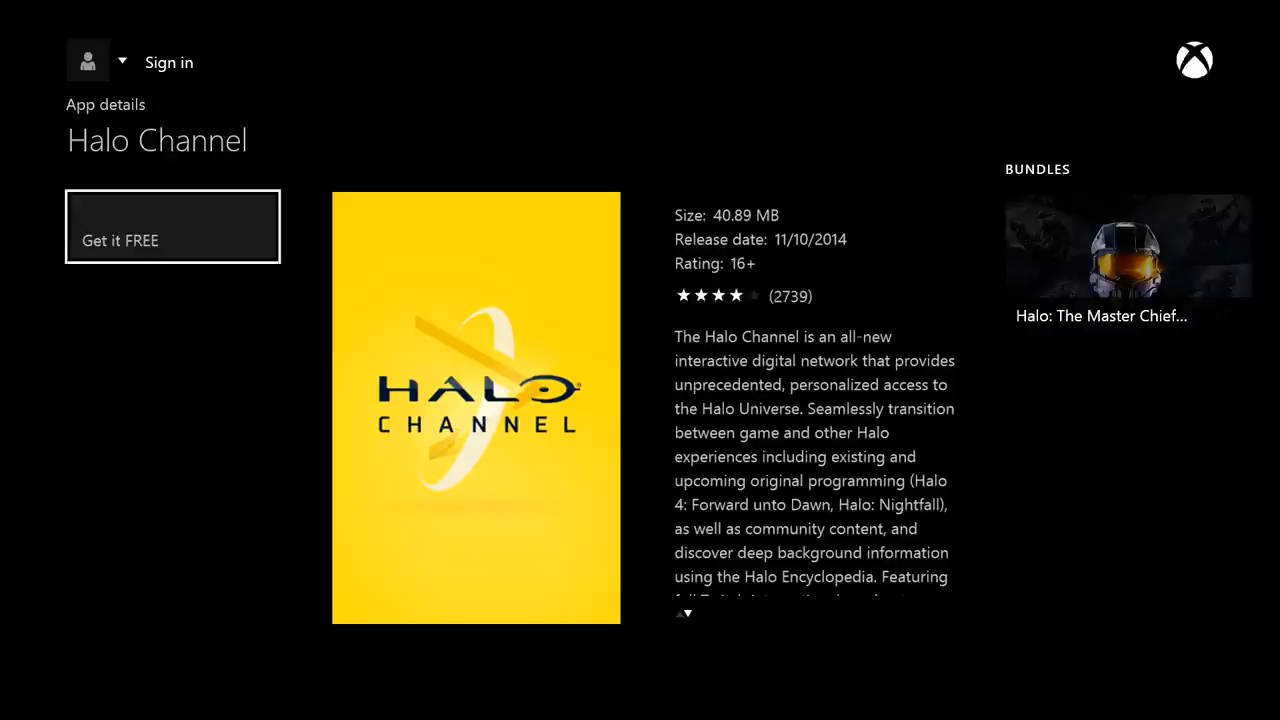 Sign in
App details
Halo Channel
Get it FREE
HALO
CHANNEL
Size: 40.89 MB
Release date: 11/10/2014
Rating: 16+
(2739)
The Halo Channel is an all-new
interactive digital network that provides
unprecedented, personalized access to
the Halo Universe. Seamlessly transition
between game and other Halo
experiences including existing and
upcoming original programming (Halo
4: Forward unto Dawn, Halo: Nightfall),
as well as community content, and
discover deep background information
using the Halo Encyclopedia. Featuring
BUNDLES
Halo: The Master Chief...